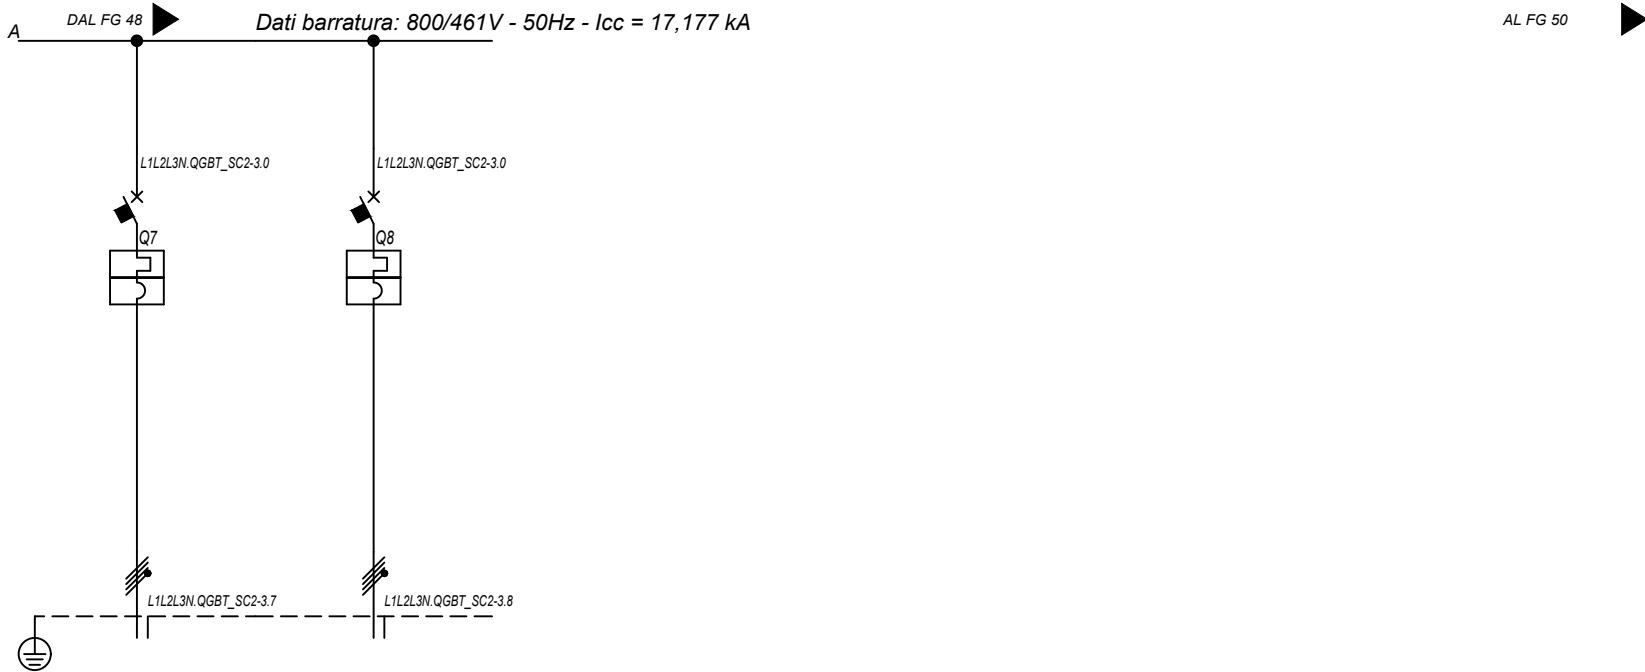 DAL FG 48
Dati barratura: 800/461V - 50Hz - Icc = 17,177 kA
AL FG 50
A
L1L2L3N.QGBT_SC2-3.0
L1L2L3N.QGBT_SC2-3.0
Q7
Q8
L1L2L3N.QGBT_SC2-3.7
L1L2L3N.QGBT_SC2-3.8